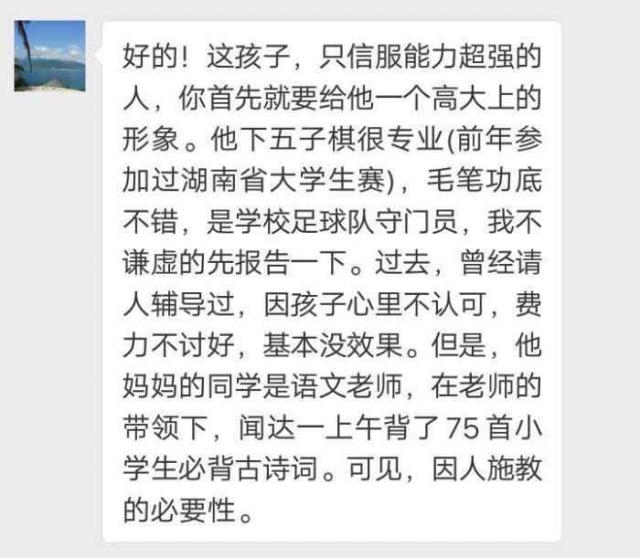 好的！这孩子，只信服能力超强的
人，你首先就要给他一个高大上的
形象。他下五子棋很专业(前年参
加过湖南省大学生赛)，毛笔功底
不错，是学校足球队守门员，我不
谦虚的先报告一下。过去，曾经请
人辅导过，因孩子心里不认可，费
力不讨好，基本没效果。但是，他
妈妈的同学是语文老师，在老师的
带领下，闻达一上午背了75首小
学生必背古诗词。可见，因人施教
的必要性。